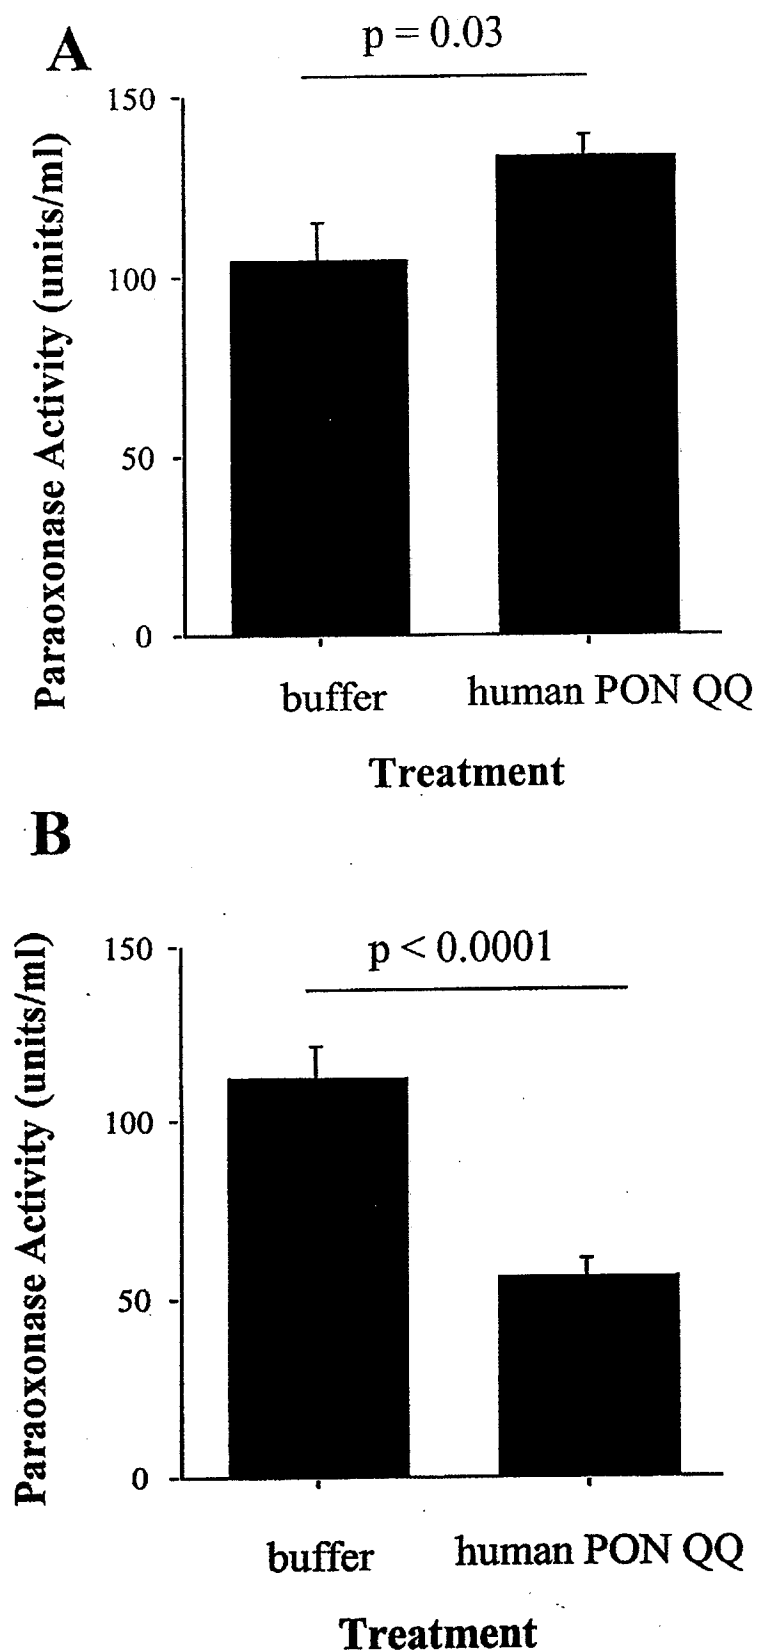 A
p = 0.03
Paraoxonase Activity (units/ml)
150
100
50
0
buffer
human PON QQ
Treatment
B
p < 0.0001
Paraoxonase Activity (units/ml)
150
100
50
0
buffer
human PON QQ
Treatment